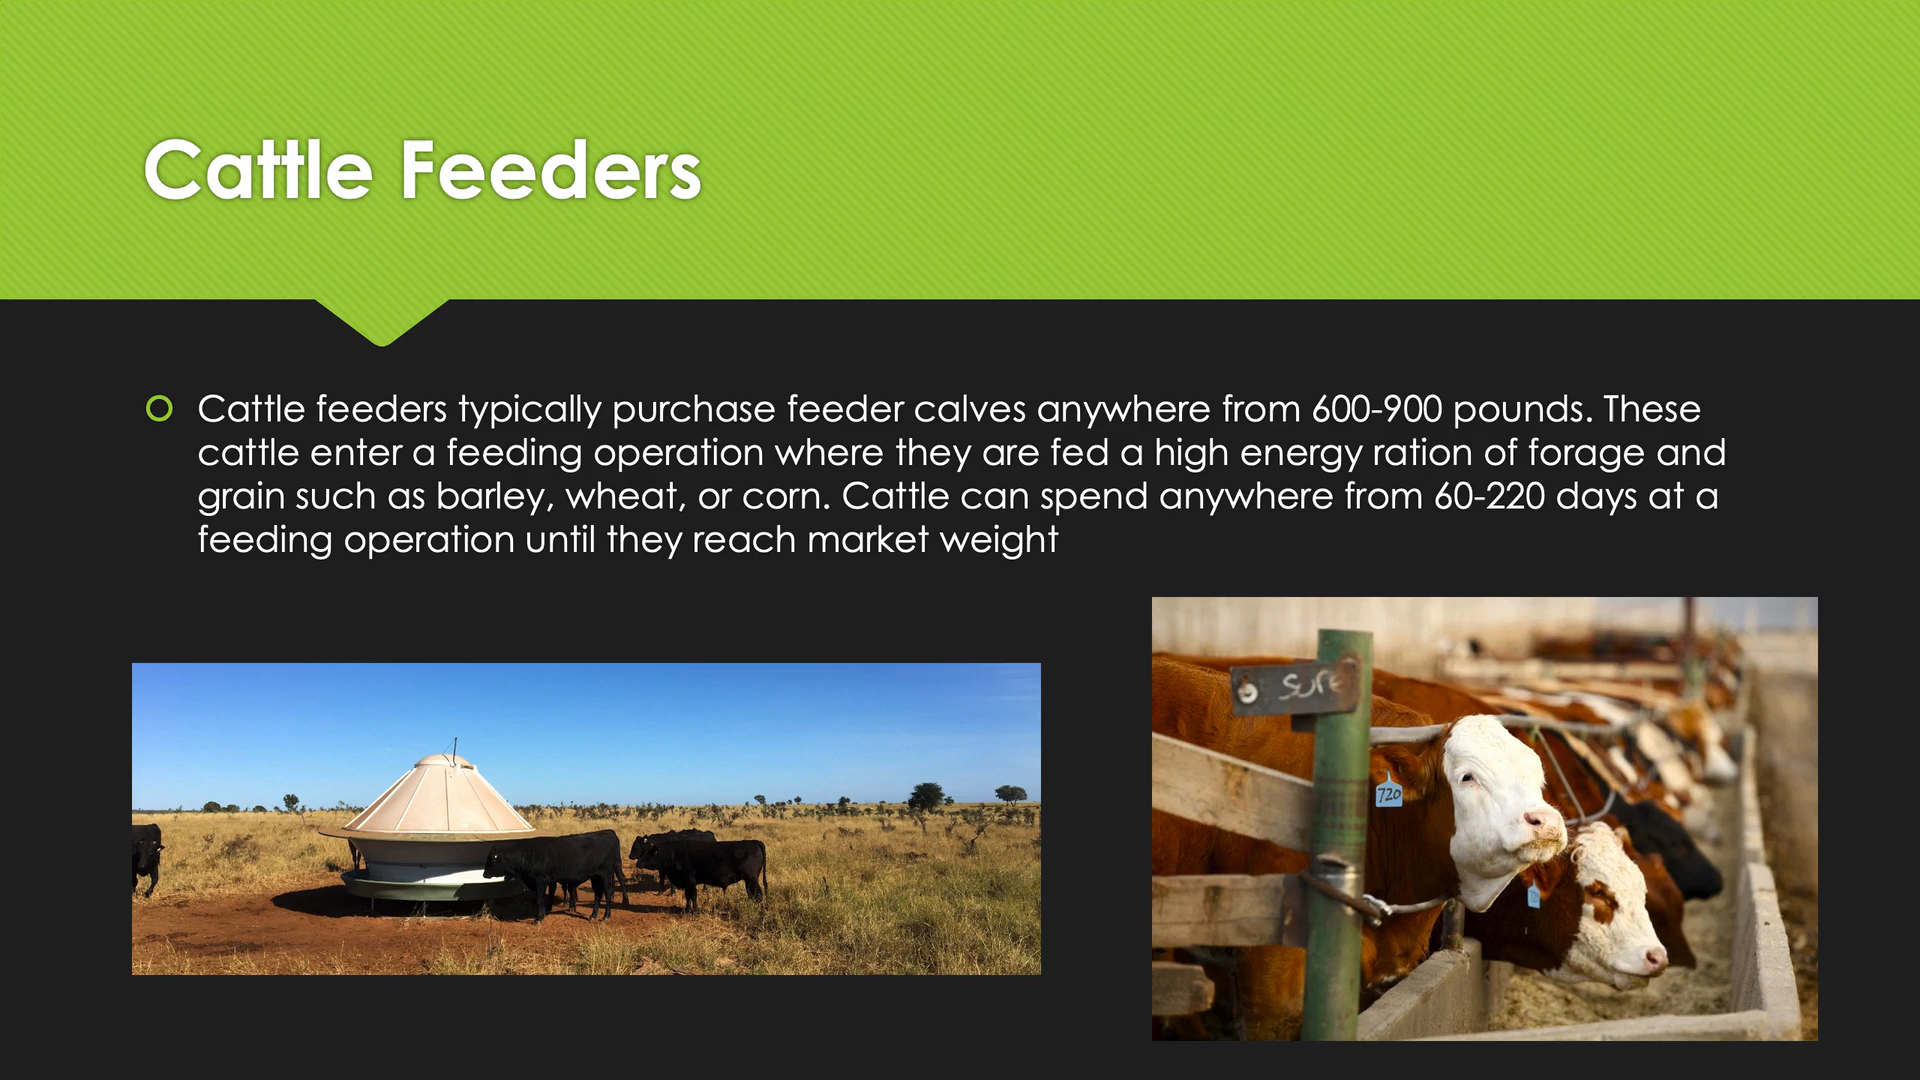 Cattle Feeders
Cattle feeders typically purchase feeder calves anywhere from 600-900 pounds. These
cattle enter a feeding operation where they are fed a high energy ration of forage and
grain such as barley, wheat, or corn. Cattle can spend anywhere from 60-220 days at a
feeding operation until they reach market weight
sure
720